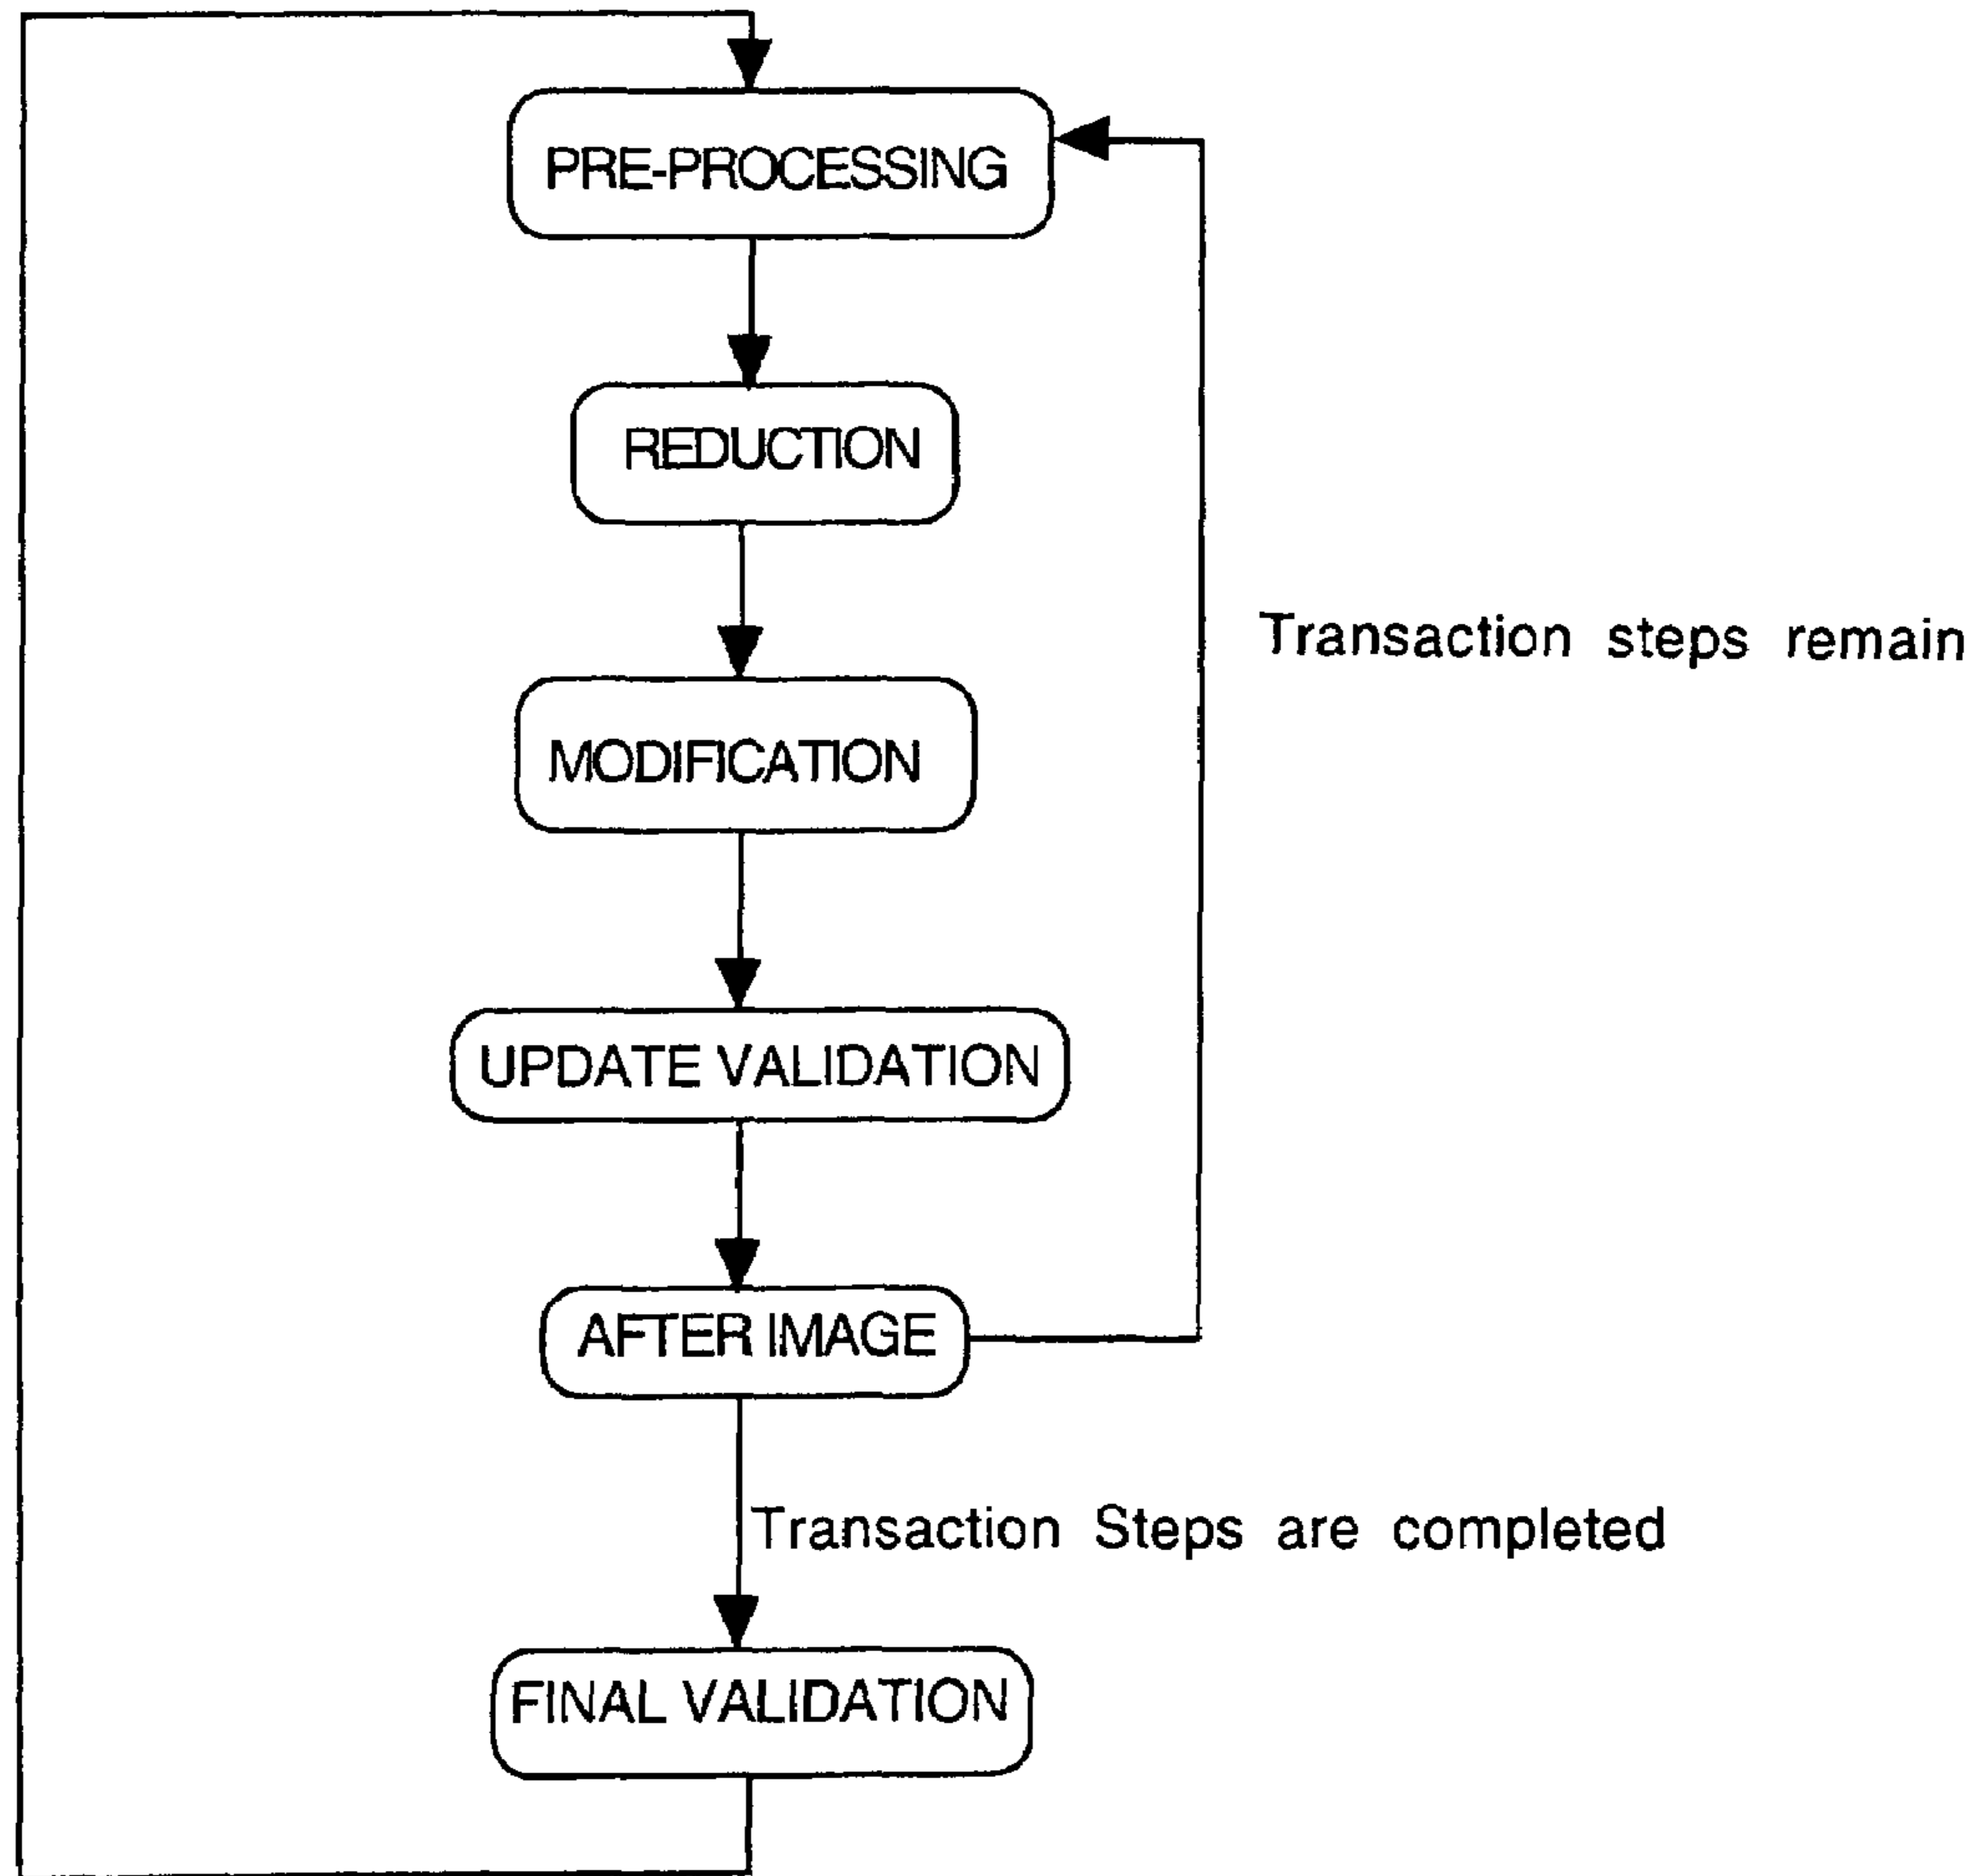 PRE-PROCESSING
REDUCTION
Transaction steps remain
MODIFICATION
UPDATE VALIDATION
AFTER IMAGE
Transaction Steps are completed
FINAL VALIDATION